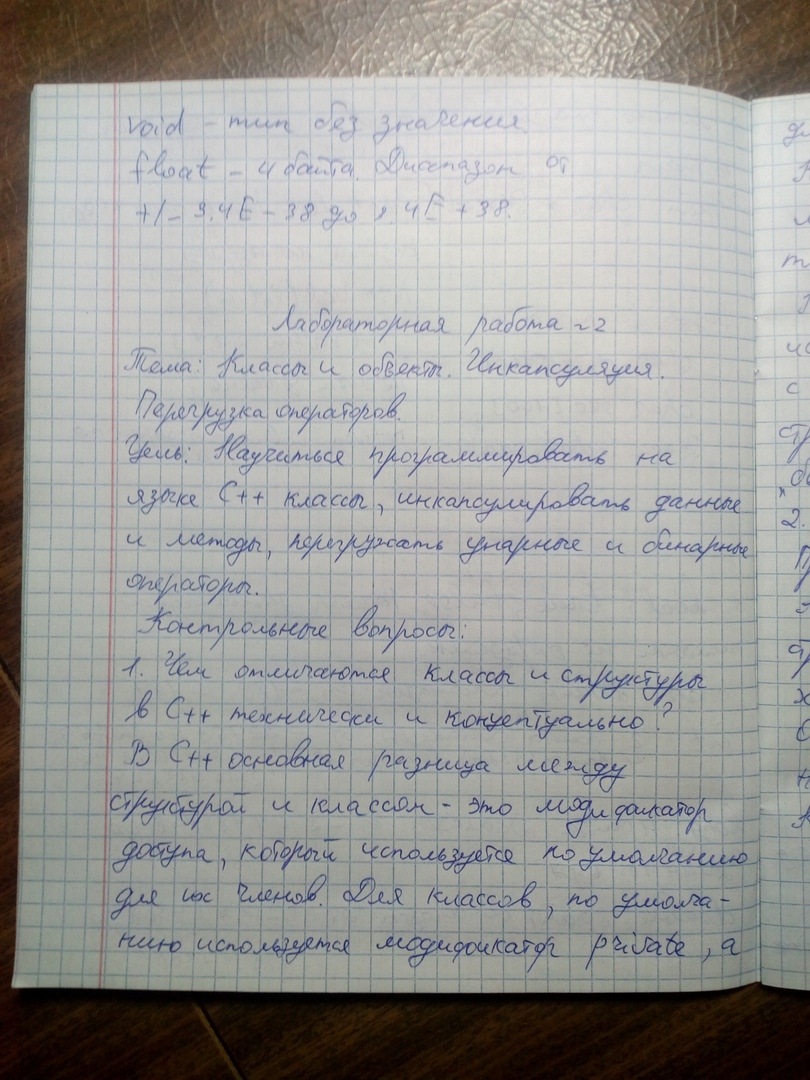 void – тип без значения.
float – 4 байта. Диапазон от
+/– 3.4E – 38 до 4E + 38.
Лабораторная работа ~2
Тема: Классы и объекты. Инкапсуляция.
Перегрузка операторов.
Цель: Научиться программировать на
языке C++ классы, инкапсулировать данные
и методы, перегружать унарные и бинарные
операторы.
Контрольные вопросы:
1. Чем отличаются классы и структуры
в C++ технически и концептуально?
В C++ основная разница между
структурой и классом – это модификатор
доступа, который используется по умолчанию
для их членов. Для классов, по умолча-
нию используется модификатор private, а
2.